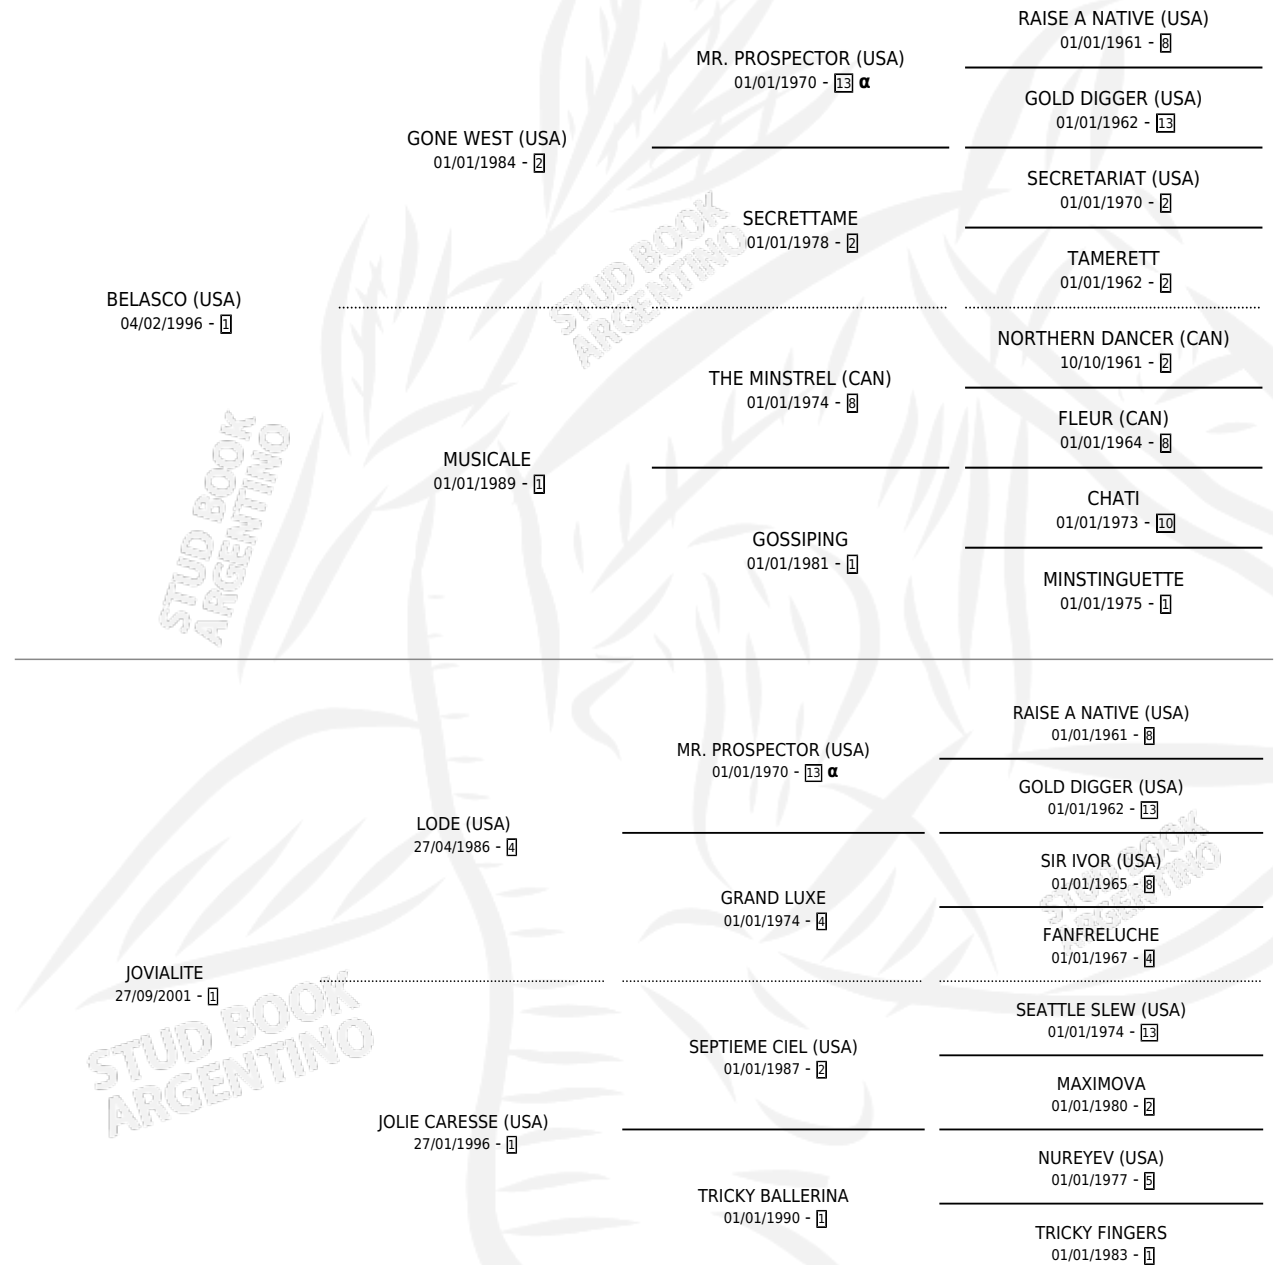 RAISE A NATIVE (USA)
01/01/1961 - 8
MR. PROSPECTOR (USA)
01/01/1970 - 13 α
GOLD DIGGER (USA)
01/01/1962 - 13
GONE WEST (USA)
01/01/1984 - 2
SECRETARIAT (USA)
01/01/1970 - 2
SECRETTAME
01/01/1978 - 2
TAMERETT
01/01/1962 - 2
BELASCO (USA)
04/02/1996 - 1
NORTHERN DANCER (CAN)
10/10/1961 - 2
THE MINSTREL (CAN)
01/01/1974 - 8
FLEUR (CAN)
01/01/1964 - 8
MUSICALE
01/01/1989 - 1
CHATI
01/01/1973 - 10
GOSSIPING
01/01/1981 - 1
MINSTINGUETTE
01/01/1975 - 1
RAISE A NATIVE (USA)
01/01/1961 - 8
MR. PROSPECTOR (USA)
01/01/1970 - 13 α
GOLD DIGGER (USA)
01/01/1962 - 13
LODE (USA)
27/04/1986 - 4
SIR IVOR (USA)
01/01/1965 - 8
GRAND LUXE
01/01/1974 - 4
FANFRELUCHE
01/01/1967 - 4
JOVIALITE
27/09/2001 - 1
SEATTLE SLEW (USA)
01/01/1974 - 13
SEPTIEME CIEL (USA)
01/01/1987 - 2
MAXIMOVA
01/01/1980 - 2
JOLIE CARESSE (USA)
27/01/1996 - 1
NUREYEV (USA)
01/01/1977 - 5
TRICKY BALLERINA
01/01/1990 - 1
TRICKY FINGERS
01/01/1983 - 1
STUD BOOK
ARGENTINO
STUD BOOK
ARGENTINO
STUD BOOK
ARGENTINO
STUD BOOK
ARGENTINO